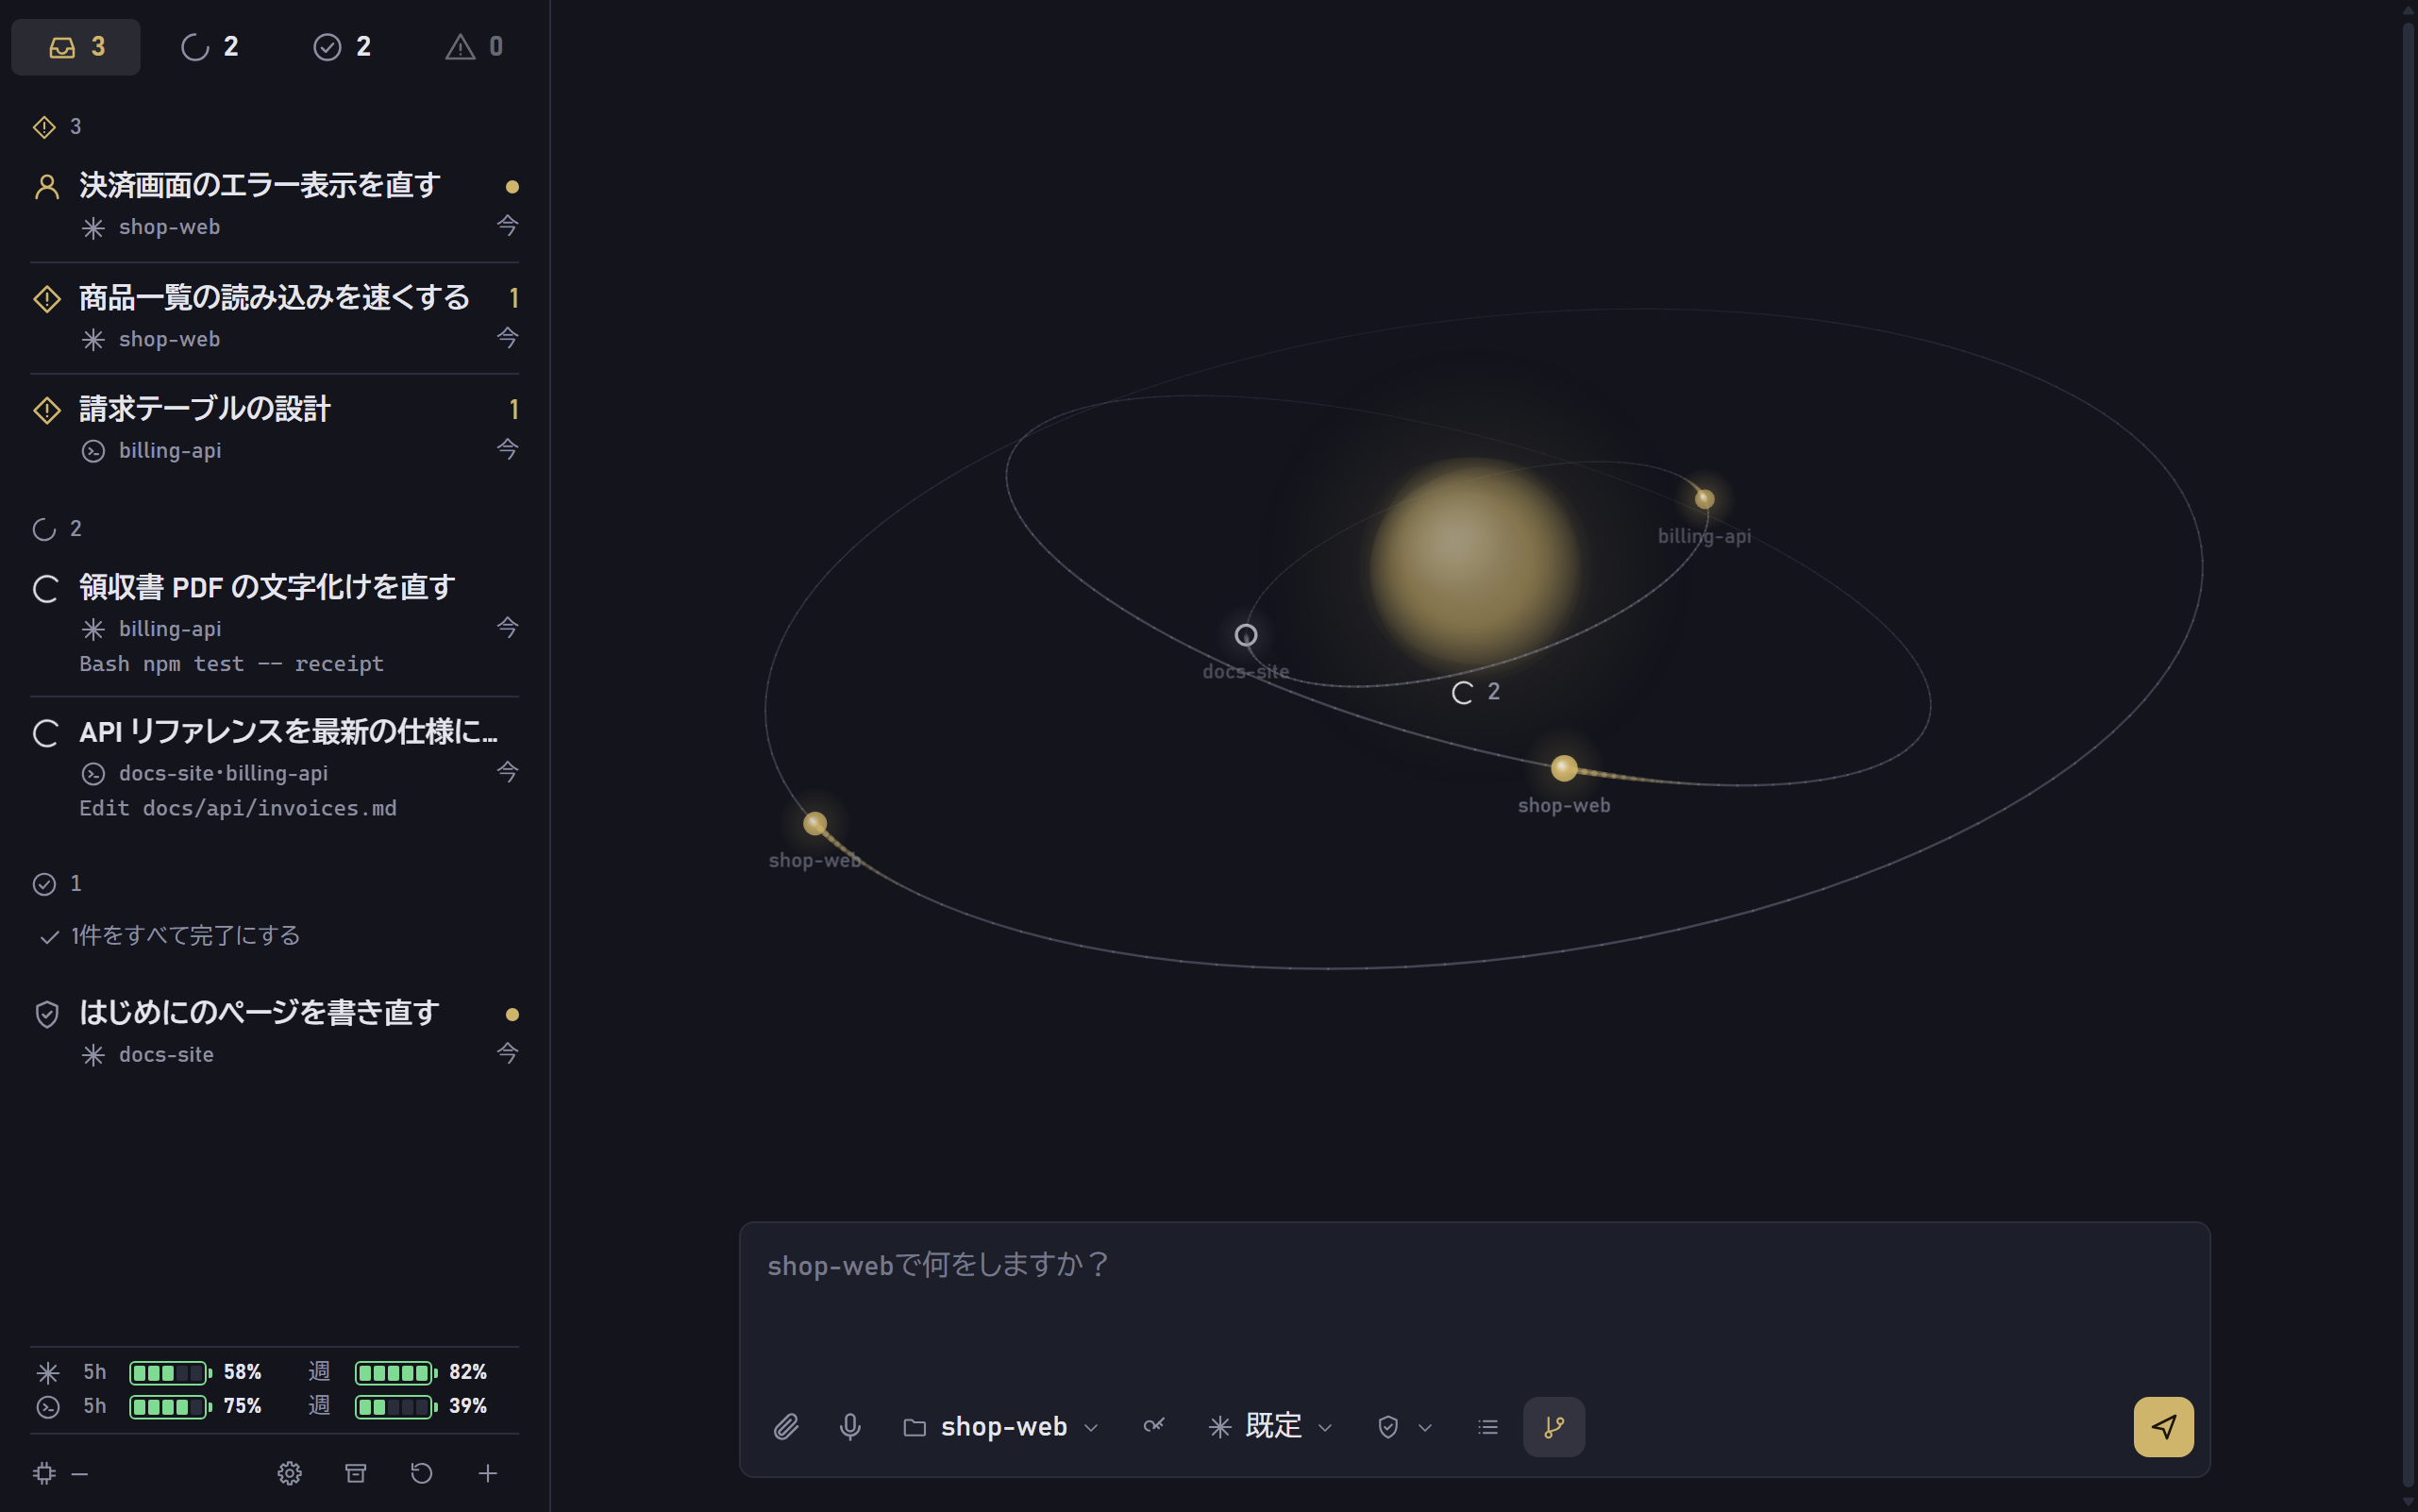 3 2 2 0
3
決済画面のエラー表示を直す
shop-web 今
商品一覧の読み込みを速くする 1
shop-web 今
請求テーブルの設計 1
billing-api 今
2
領収書 PDF の文字化けを直す
billing-api 今
Bash npm test -- receipt
API リファレンスを最新の仕様に…
docs-site•billing-api 今
Edit docs/api/invoices.md
1
1件をすべて完了にする
はじめにのページを書き直す
docs-site 今
5h 58% 週 82%
5h 75% 週 39%
billing-api
docs-site
2
shop-web
shop-web
shop-webで何をしますか？
shop-web 既定